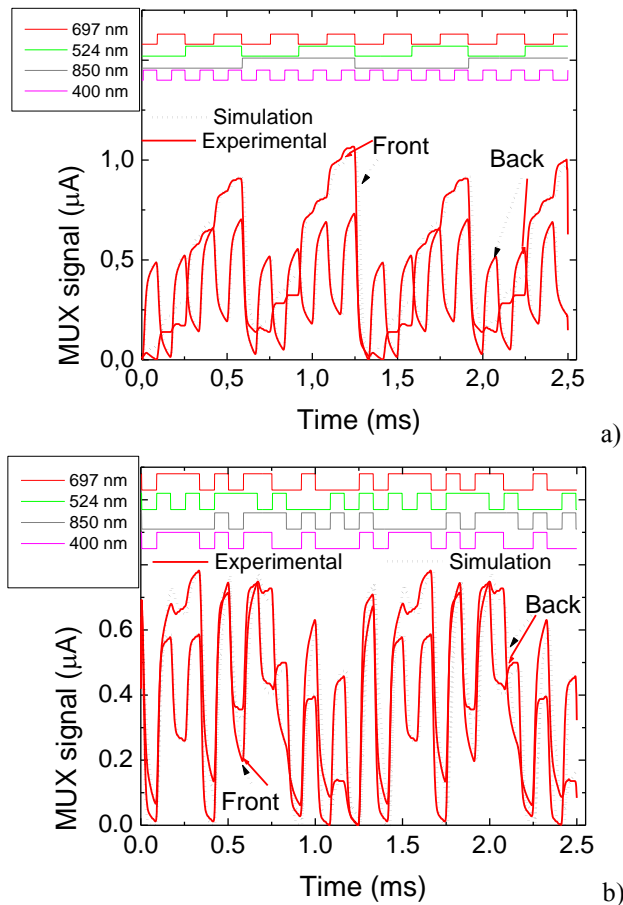 697 nm
524 nm
850 nm
400 nm
Simulation
Experimental
Front
Back
MUX signal (µA)
1,0
0,5
0,0
0,0 0,5 1,0 1,5 2,0 2,5
Time (ms)
a)
697 nm
524 nm
850 nm
400 nm
Experimental Simulation
Back
Front
MUX signal (µA)
0.6
0.4
0.2
0.0
0.0 0.5 1.0 1.5 2.0 2.5
Time (ms)
b)